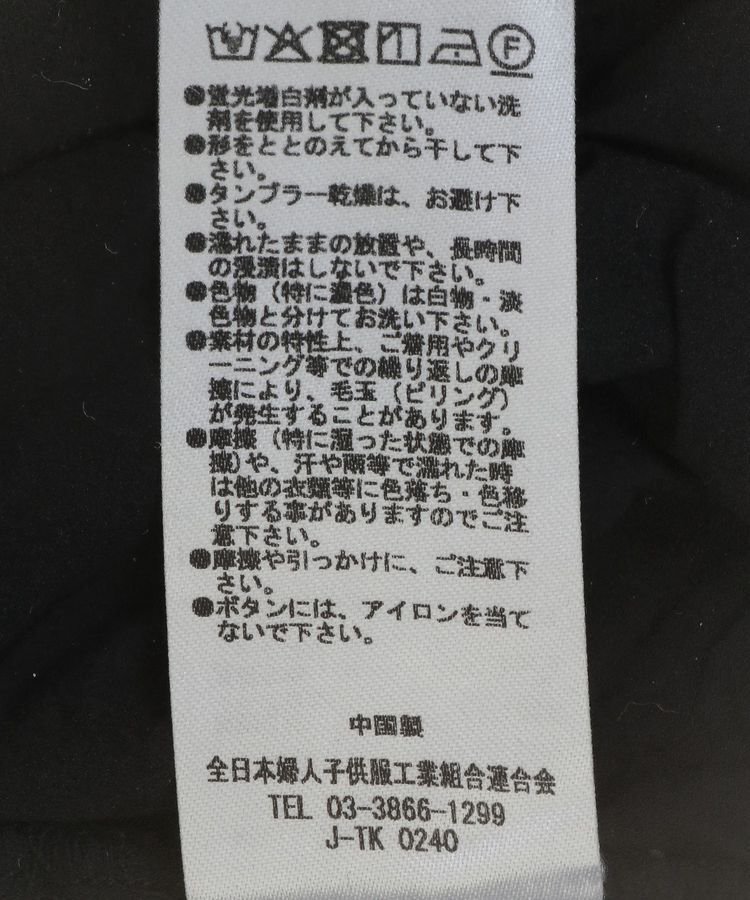 ●蛍光増白剤が入っていない洗
剤を使用して下さい。
●形をととのえてから干して下
さい。
●タンブラー乾燥は、お避け下
さい。
●濡れたままの放置や、長時間
の浸漬はしないで下さい。
●色物（特に濃色）は白物・淡
色物と分けてお洗い下さい。
●素材の特性上、ご着用やクリ
ーニング等での繰り返しの摩
擦により、毛玉（ピリング）
が発生することがあります。
●摩擦（特に湿った状態での摩
擦）や、汗や雨等で濡れた時
は他の衣類等に色落ち・色移
りする事がありますのでご注
意下さい。
●摩擦や引っかけに、ご注意下
さい。
●ボタンには、アイロンを当て
ないで下さい。
中国製
全日本婦人子供服工業組合連合会
TEL 03-3866-1299
J-TK 0240